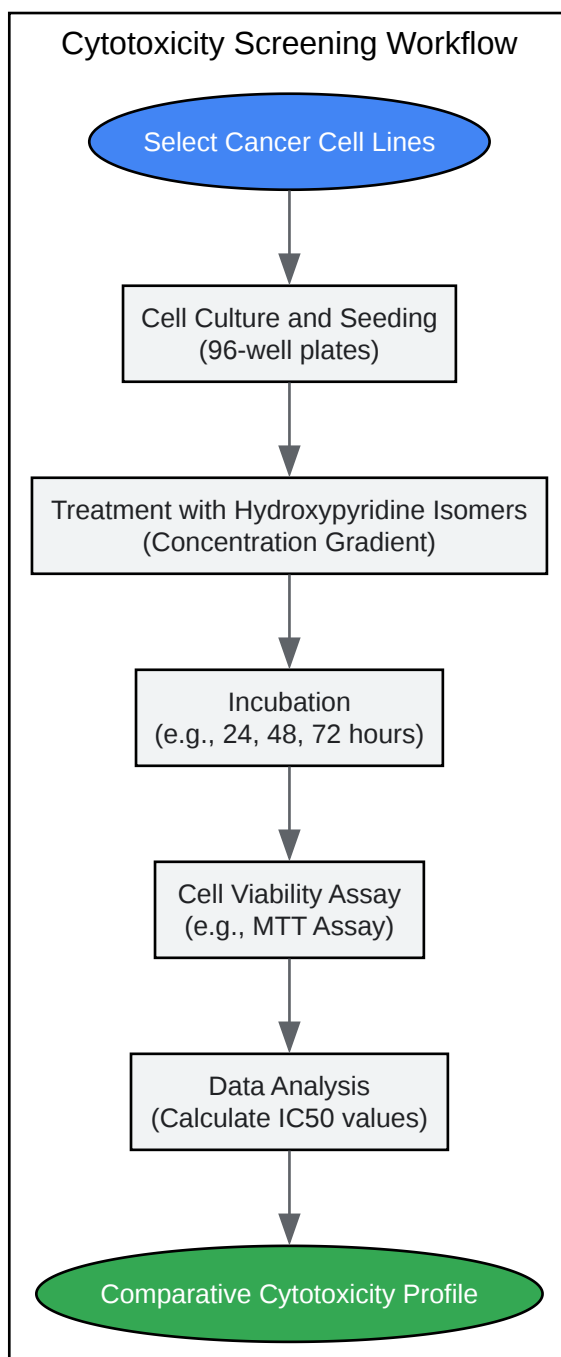 Cytotoxicity Screening Workflow
Select Cancer Cell Lines
Cell Culture and Seeding
(96-well plates)
Treatment with Hydroxypyridine Isomers
(Concentration Gradient)
Incubation
(e.g., 24, 48, 72 hours)
Cell Viability Assay
(e.g., MTT Assay)
Data Analysis
(Calculate IC50 values)
Comparative Cytotoxicity Profile